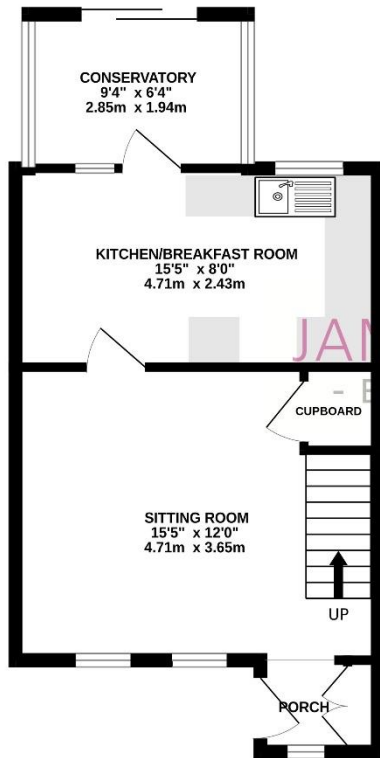 CONSERVATORY
9'4" x 6'4"
2.85m x 1.94m
KITCHEN/BREAKFAST ROOM
15'5" x 8'0"
4.71m x 2.43m
JAM
CUPBOARD
SITTING ROOM
15'5" x 12'0"
4.71m x 3.65m
UP
PORCH